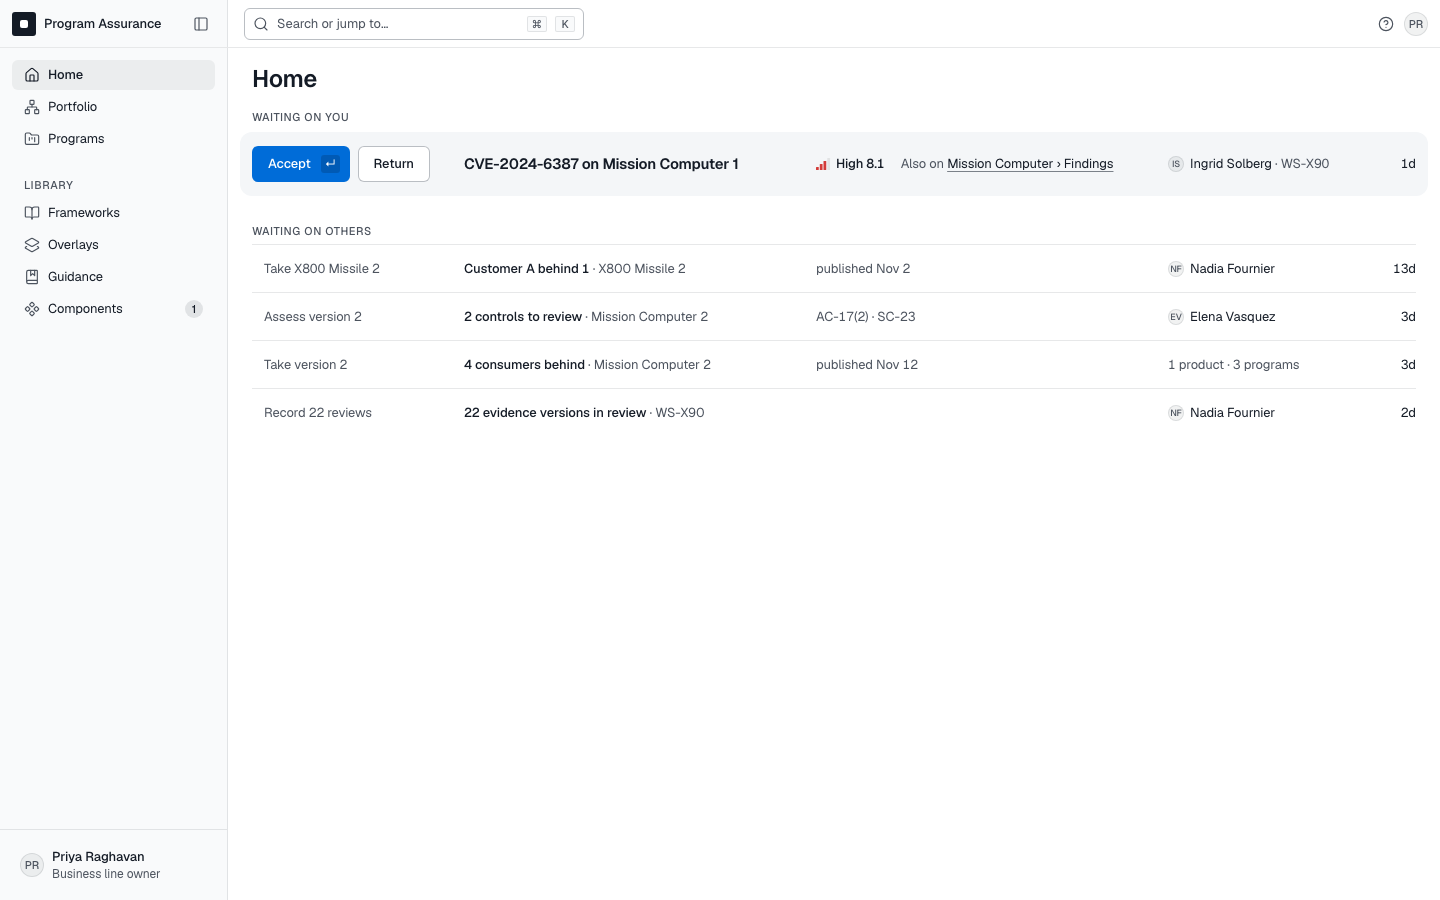 Program Assurance
Search or jump to...
⌘ K
PR
Home
Portfolio
Programs
LIBRARY
Frameworks
Overlays
Guidance
Components 1
Home
WAITING ON YOU
Accept ↵ Return CVE-2024-6387 on Mission Computer 1 High 8.1 Also on Mission Computer › Findings IS Ingrid Solberg · WS-X90 1d
WAITING ON OTHERS
Take X800 Missile 2 Customer A behind 1 · X800 Missile 2 published Nov 2 NF Nadia Fournier 13d
Assess version 2 2 controls to review · Mission Computer 2 AC-17(2) · SC-23 EV Elena Vasquez 3d
Take version 2 4 consumers behind · Mission Computer 2 published Nov 12 1 product · 3 programs 3d
Record 22 reviews 22 evidence versions in review · WS-X90 NF Nadia Fournier 2d
PR Priya Raghavan
Business line owner